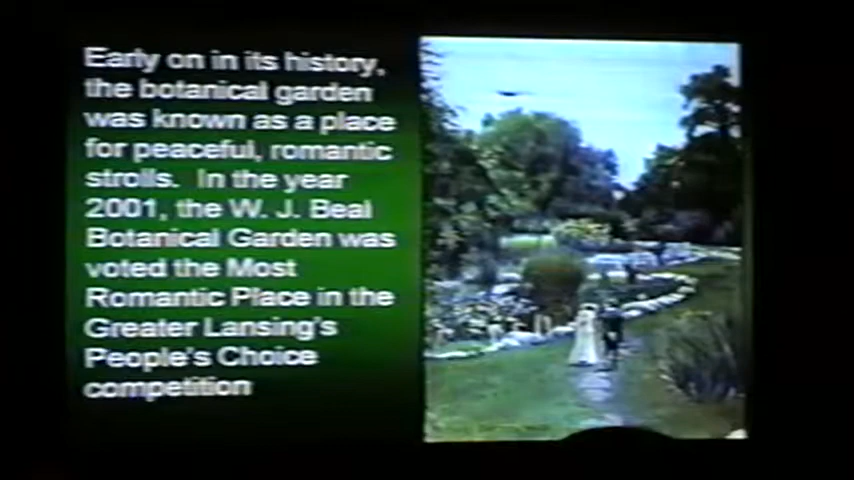 Early on in its history,
the botanical garden
was known as a place
for peaceful, romantic
strolls.  In the year
2001, the W. J. Beal
Botanical Garden was
voted the Most
Romantic Place in the
Greater Lansing's
People's Choice
competition